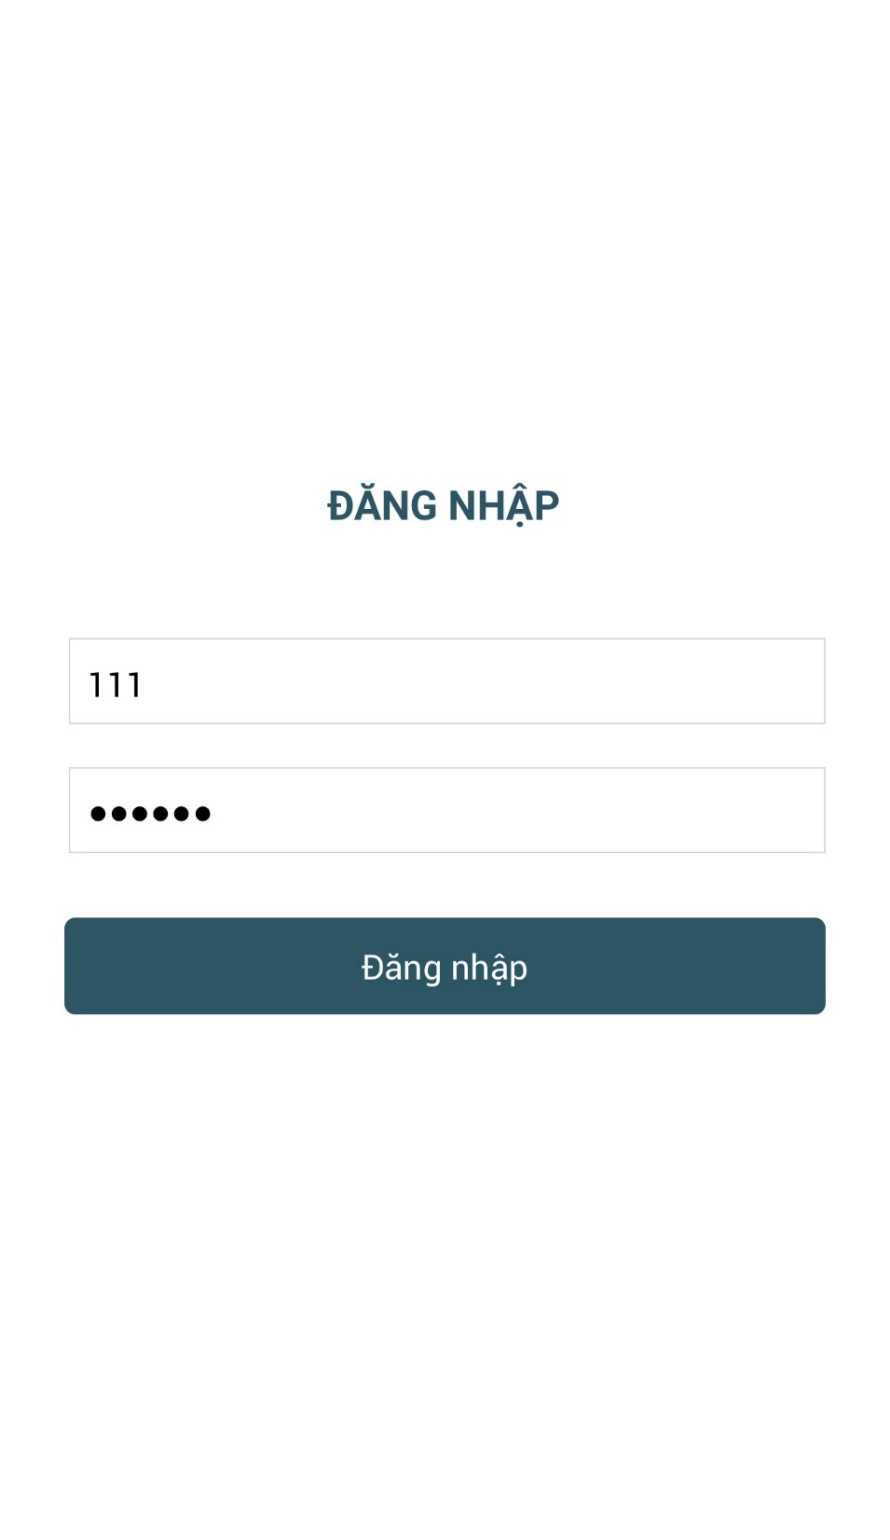 ĐĂNG NHẬP
111
••••••
Đăng nhập